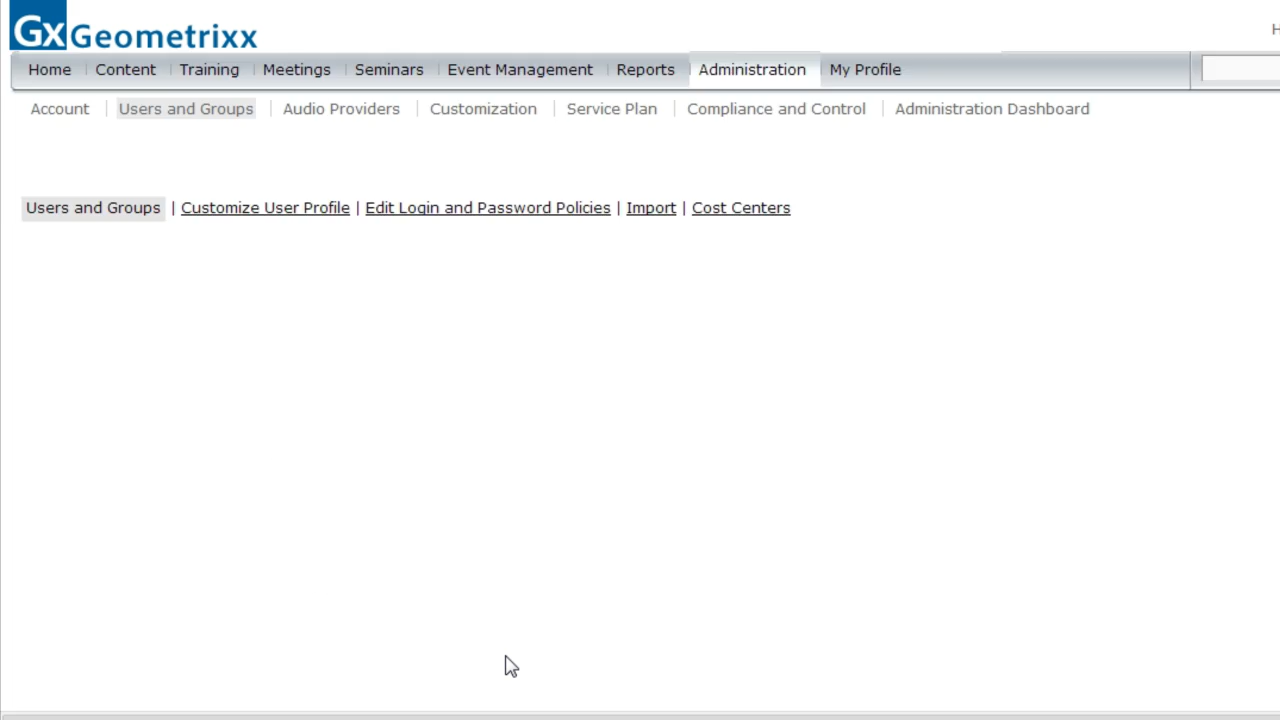 Gx Geometrixx
H
Home Content Training Meetings Seminars Event Management Reports Administration My Profile
Account Users and Groups Audio Providers Customization Service Plan Compliance and Control Administration Dashboard
Users and Groups | Customize User Profile | Edit Login and Password Policies | Import | Cost Centers